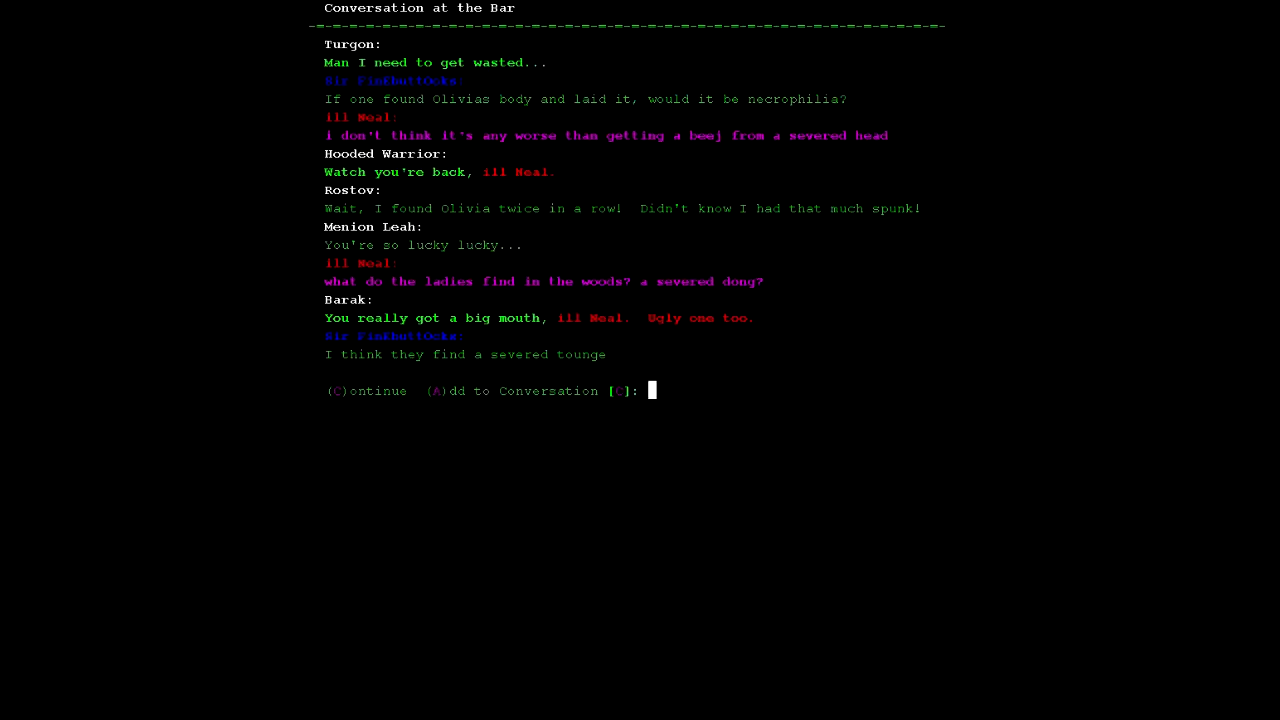 Conversation at the Bar
-=-=-=-=-=-=-=-=-=-=-=-=-=-=-=-=-=-=-=-=-=-=-=-=-=-=-=-=-=-=-=-=-=-=-=-=-=-
Turgon:
Man I need to get wasted...
Sir PinkbuttOcks:
If one found Olivias body and laid it, would it be necrophilia?
ill Neal:
i don't think it's any worse than getting a beej from a severed head
Hooded Warrior:
Watch you're back, ill Neal.
Rostov:
Wait, I found Olivia twice in a row!  Didn't know I had that much spunk!
Menion Leah:
You're so lucky lucky...
ill Neal:
what do the ladies find in the woods? a severed dong?
Barak:
You really got a big mouth, ill Neal.  Ugly one too.
Sir PinkbuttOcks:
I think they find a severed tounge
(C)ontinue  (A)dd to Conversation [C]: